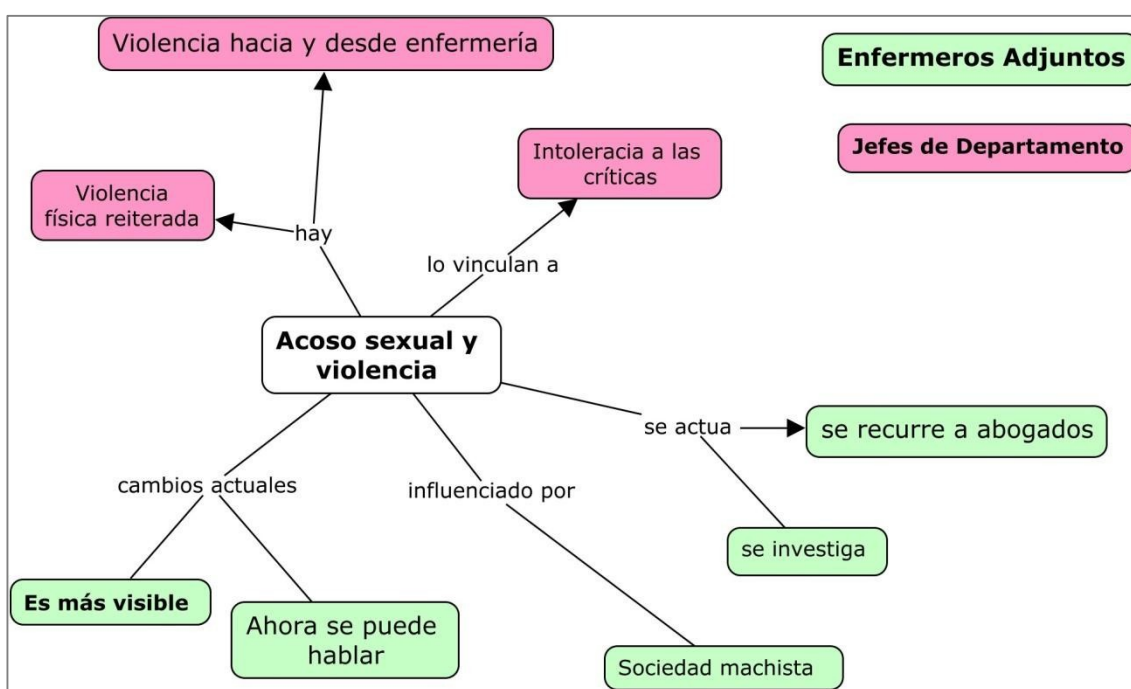 Violencia hacia y desde enfermería
Enfermeros Adjuntos
Jefes de Departamento
Intoleracia a las
críticas
Violencia
física reiterada
hay
lo vinculan a
Acoso sexual y
violencia
se actua
se recurre a abogados
cambios actuales
influenciado por
se investiga
Es más visible
Ahora se puede
hablar
Sociedad machista